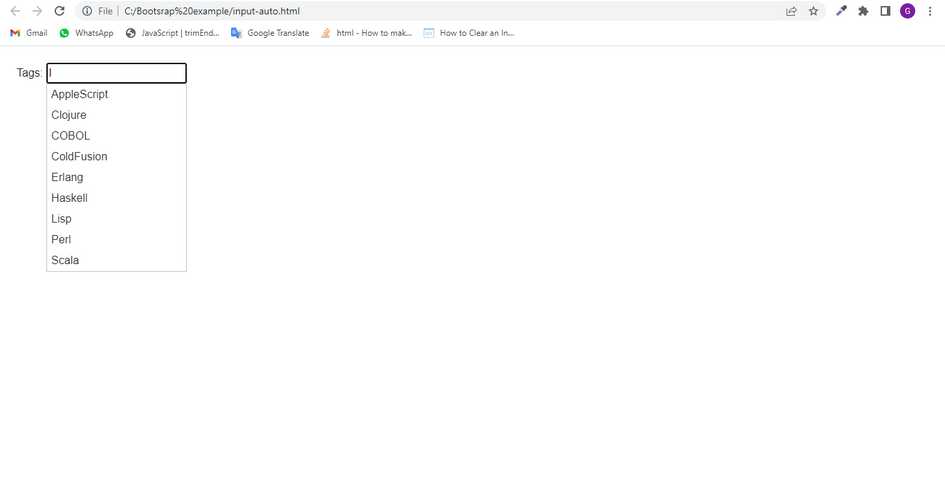 File C:/Bootsrap%20example/input-auto.html G
Gmail WhatsApp JavaScript | trimEnd... Google Translate html - How to mak... How to Clear an In...
Tags: l
AppleScript
Clojure
COBOL
ColdFusion
Erlang
Haskell
Lisp
Perl
Scala